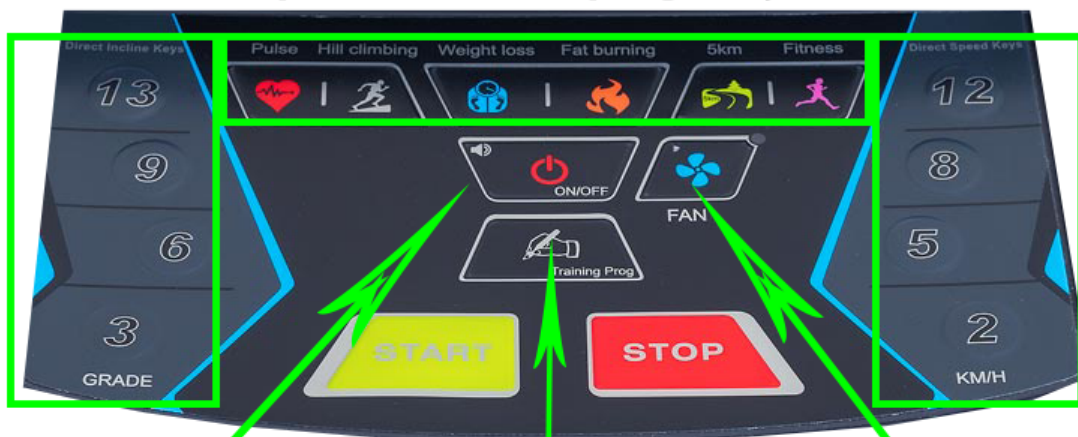 Direct Incline Keys
Pulse Hill climbing Weight loss Fat burning 5km Fitness
Direct Speed Keys
13
12
9
8
ON/OFF
FAN
6
5
Training Prog
3
START
STOP
2
GRADE
KM/H